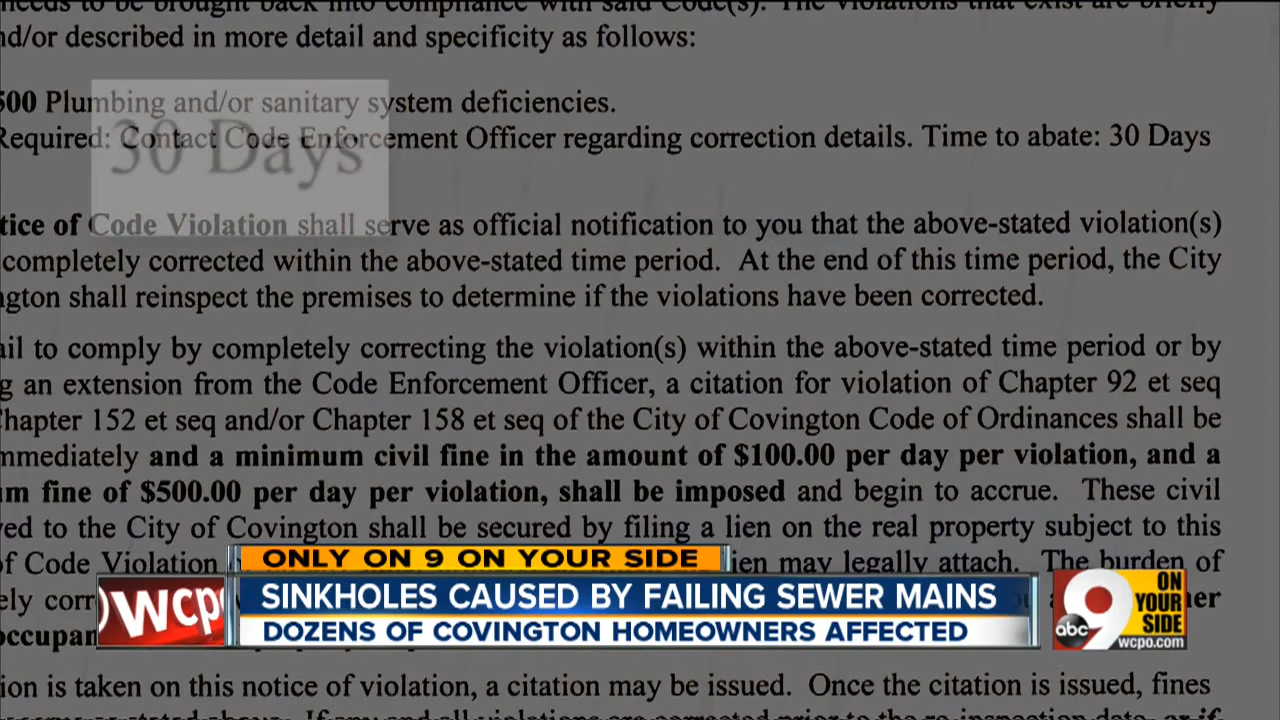 needs to be brought back into compliance with said Code(s). The violations that exist are briefly
nd/or described in more detail and specificity as follows:
500 Plumbing and/or sanitary system deficiencies.
Required: Contact Code Enforcement Officer regarding correction details. Time to abate: 30 Days
30 Days
tice of Code Violation shall serve as official notification to you that the above-stated violation(s)
completely corrected within the above-stated time period. At the end of this time period, the City
ngton shall reinspect the premises to determine if the violations have been corrected.
ail to comply by completely correcting the violation(s) within the above-stated time period or by
g an extension from the Code Enforcement Officer, a citation for violation of Chapter 92 et seq
hapter 152 et seq and/or Chapter 158 et seq of the City of Covington Code of Ordinances shall be
mmediately and a minimum civil fine in the amount of $100.00 per day per violation, and a
um fine of $500.00 per day per violation, shall be imposed and begin to accrue. These civil
ved to the City of Covington shall be secured by filing a lien on the real property subject to this
of Code Violation ien may legally attach. The burden of
ONLY ON 9 ON YOUR SIDE
ely corr
wcpo
SINKHOLES CAUSED BY FAILING SEWER MAINS
DOZENS OF COVINGTON HOMEOWNERS AFFECTED
abc 9 ON YOUR SIDE
wcpo.com
her
occupan
ion is taken on this notice of violation, a citation may be issued. Once the citation is issued, fines